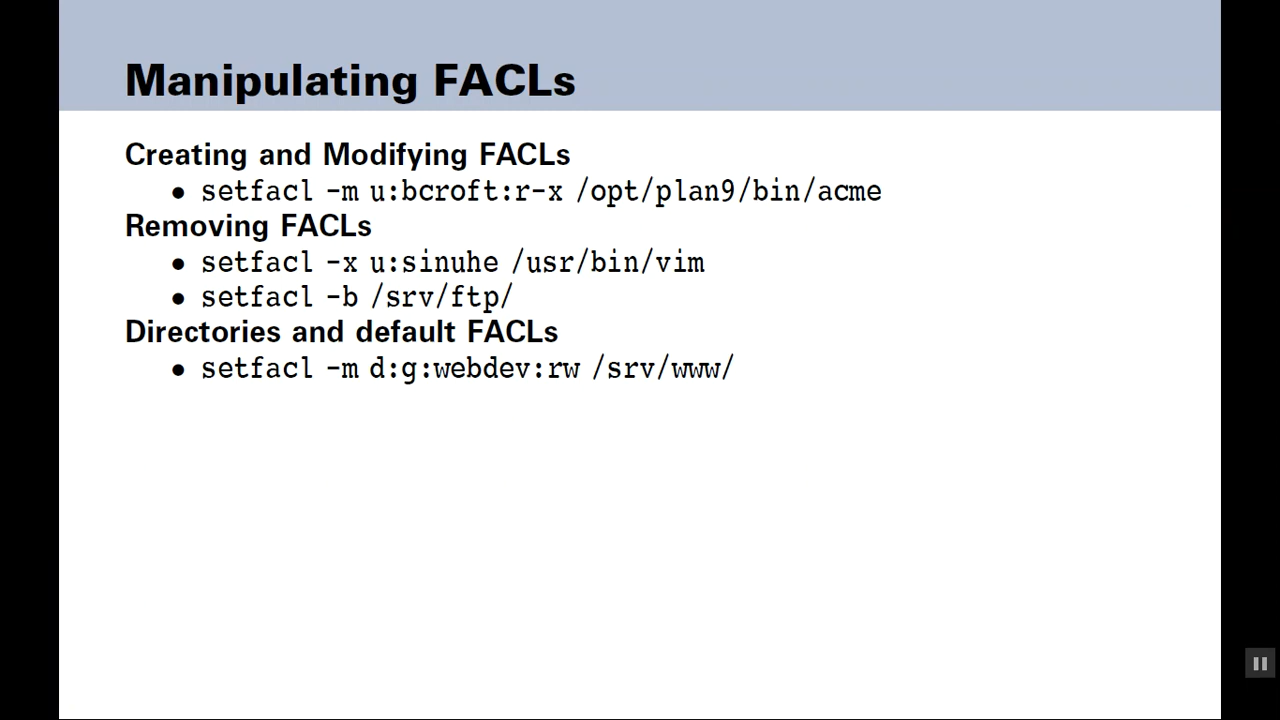 Manipulating FACLs
Creating and Modifying FACLs
• setfacl -m u:bcroft:r-x /opt/plan9/bin/acme
Removing FACLs
• setfacl -x u:sinuhe /usr/bin/vim
• setfacl -b /srv/ftp/
Directories and default FACLs
• setfacl -m d:g:webdev:rw /srv/www/